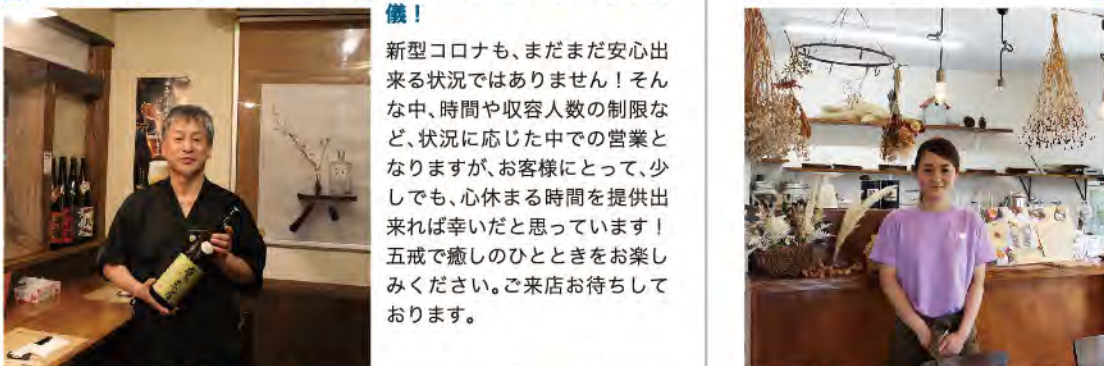 儀！
新型コロナも、まだまだ安心出
来る状況ではありません！そん
な中、時間や収容人数の制限な
ど、状況に応じた中での営業と
なりますが、お客様にとって、少
しでも、心休まる時間を提供出
来れば幸いだと思っています！
五戒で癒しのひとときをお楽し
みください。ご来店お待ちして
おります。